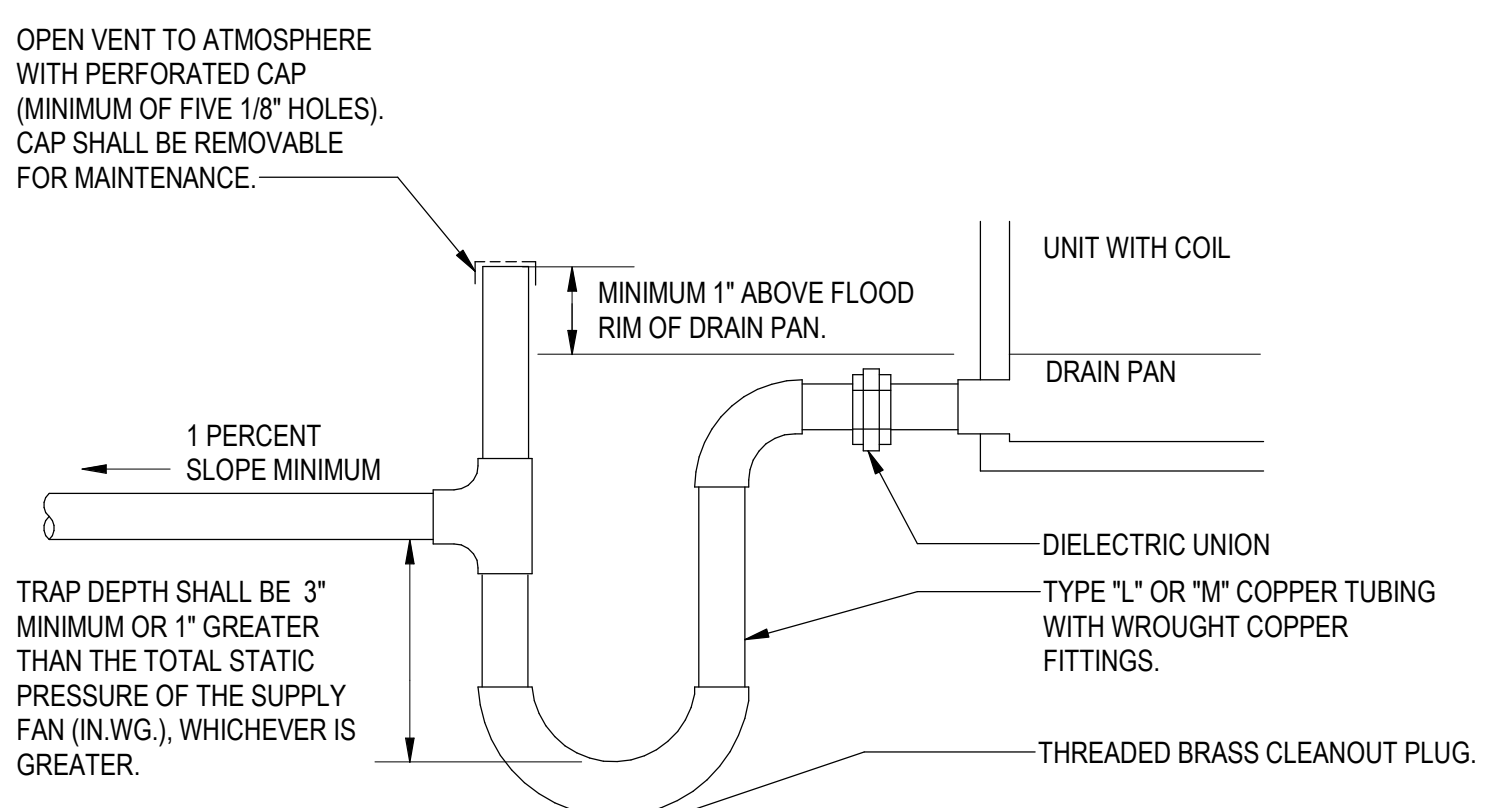 OPEN VENT TO ATMOSPHERE
WITH PERFORATED CAP
(MINIMUM OF FIVE 1/8" HOLES).
CAP SHALL BE REMOVABLE
FOR MAINTENANCE.
UNIT WITH COIL
MINIMUM 1" ABOVE FLOOD
RIM OF DRAIN PAN.
DRAIN PAN
1 PERCENT
SLOPE MINIMUM
DIELECTRIC UNION
TRAP DEPTH SHALL BE 3"
MINIMUM OR 1" GREATER
THAN THE TOTAL STATIC
PRESSURE OF THE SUPPLY
FAN (IN.WG.), WHICHEVER IS
GREATER.
TYPE "L" OR "M" COPPER TUBING
WITH WROUGHT COPPER
FITTINGS.
THREADED BRASS CLEANOUT PLUG.